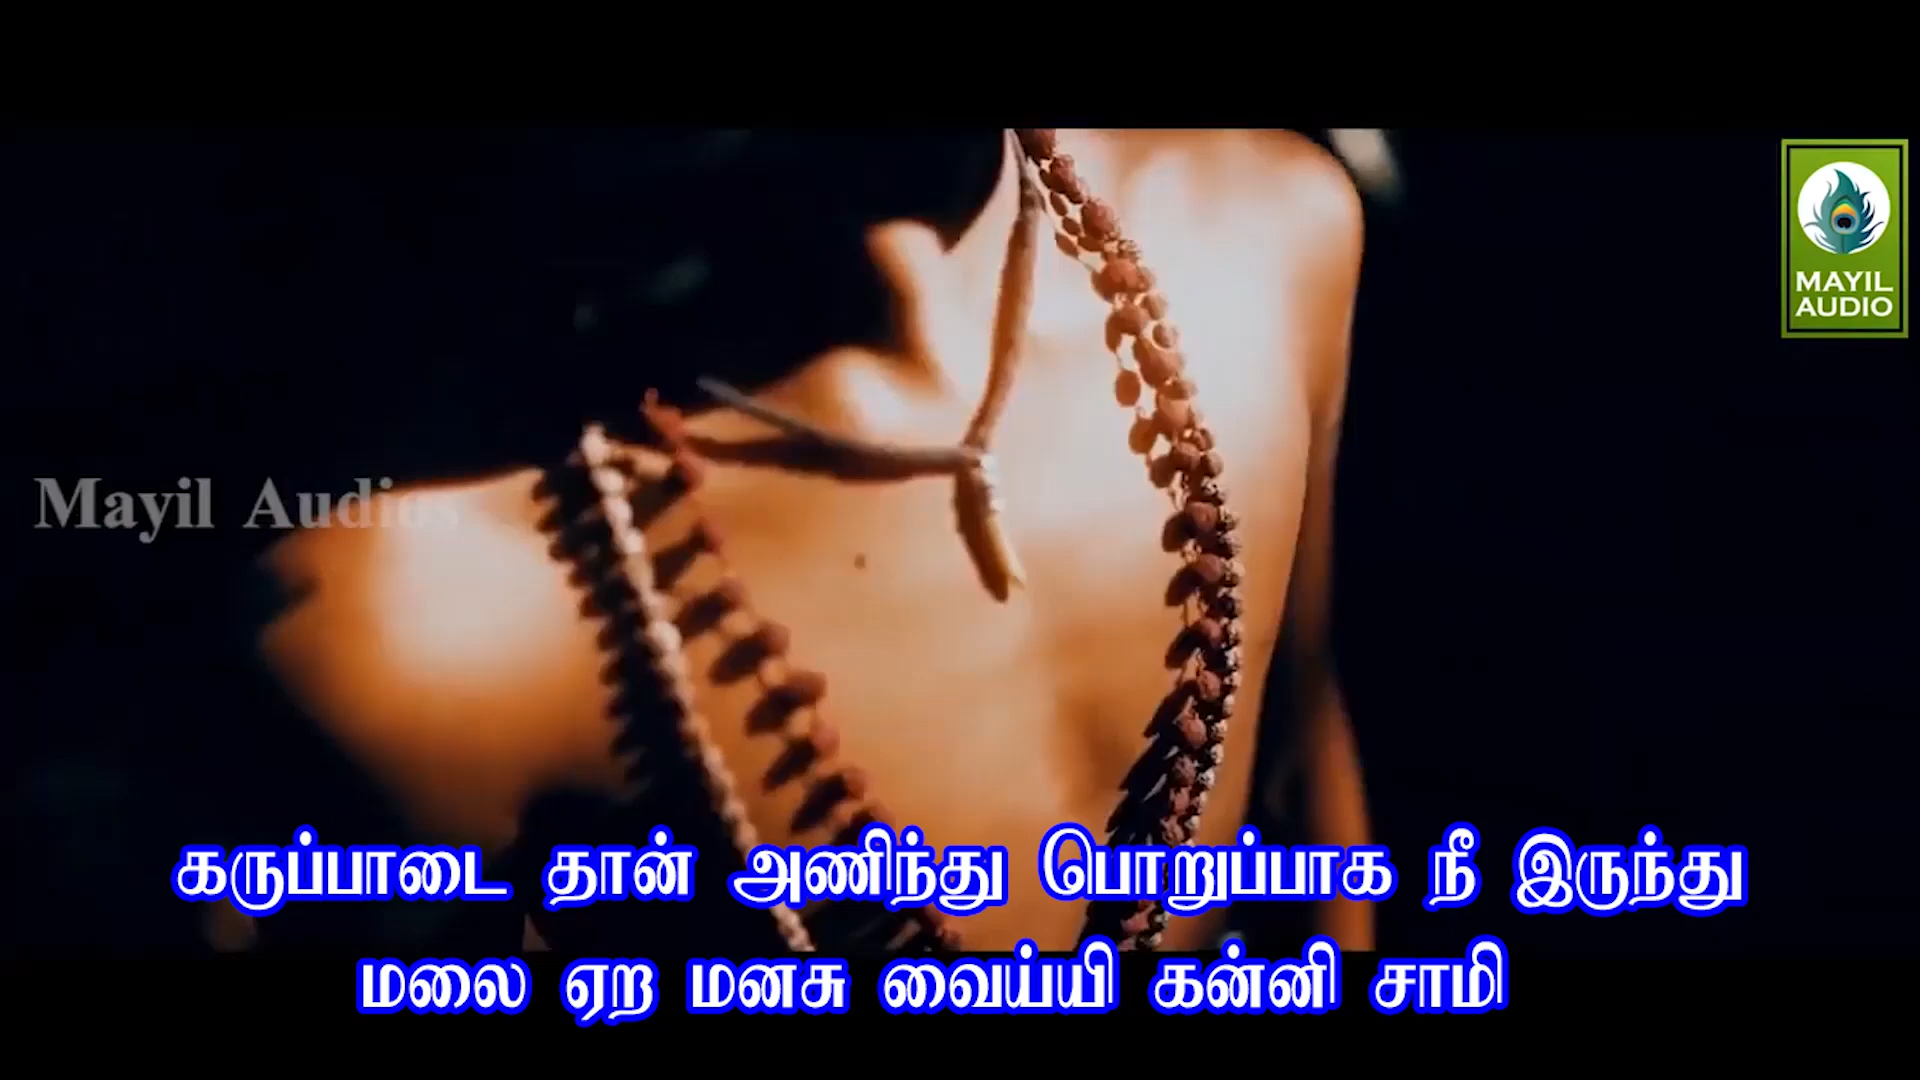 MAYIL
AUDIO
Mayil Audios
கருப்பாடை தான் அணிந்து பொறுப்பாக நீ இருந்து
மலை ஏற மனசு வைய்யி கன்னி சாமி